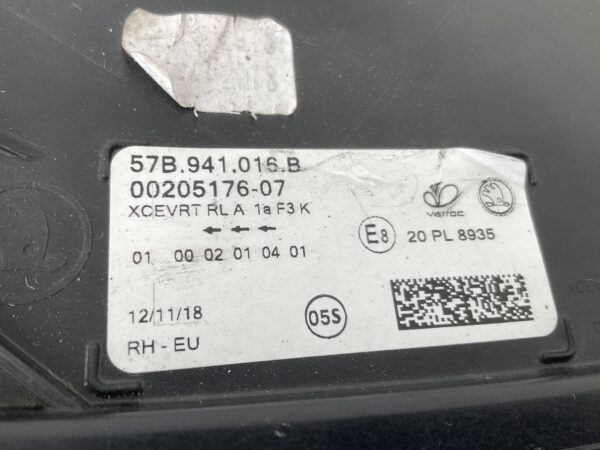 57B.941.016.B
00205176-07
XCEVRT RL A 1a F3 K
varroc
E8 20 PL 8935
01 00 02 01 04 01
12/11/18
05S
RH - EU